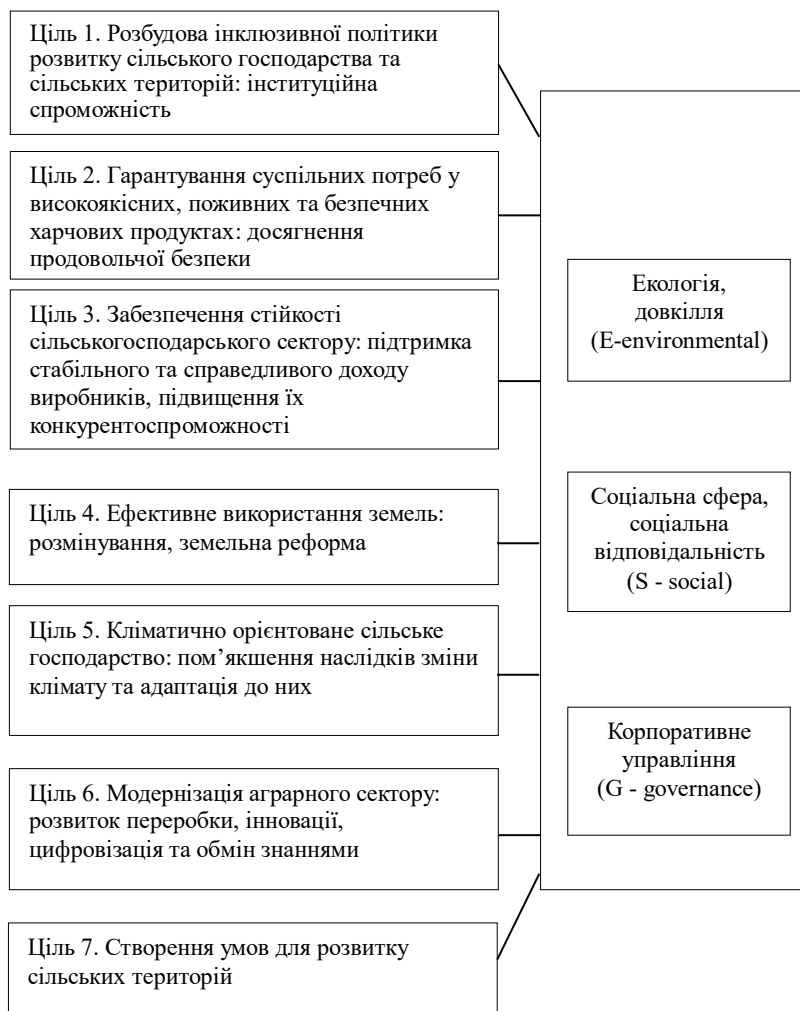 Ціль 1. Розбудова інклюзивної політики
розвитку сільського господарства та
сільських територій: інституційна
спроможність
Ціль 2. Гарантування суспільних потреб у
високоякісних, поживних та безпечних
харчових продуктах: досягнення
продовольчої безпеки
Ціль 3. Забезпечення стійкості
сільськогосподарського сектору: підтримка
стабільного та справедливого доходу
виробників, підвищення їх
конкурентоспроможності
Ціль 4. Ефективне використання земель:
розмінування, земельна реформа
Ціль 5. Кліматично орієнтоване сільське
господарство: пом’якшення наслідків зміни
клімату та адаптація до них
Ціль 6. Модернізація аграрного сектору:
розвиток переробки, інновації,
цифровізація та обмін знаннями
Ціль 7. Створення умов для розвитку
сільських територій
Екологія,
довкілля
(E-environmental)
Соціальна сфера,
соціальна
відповідальність
(S - social)
Корпоративне
управління
(G - governance)